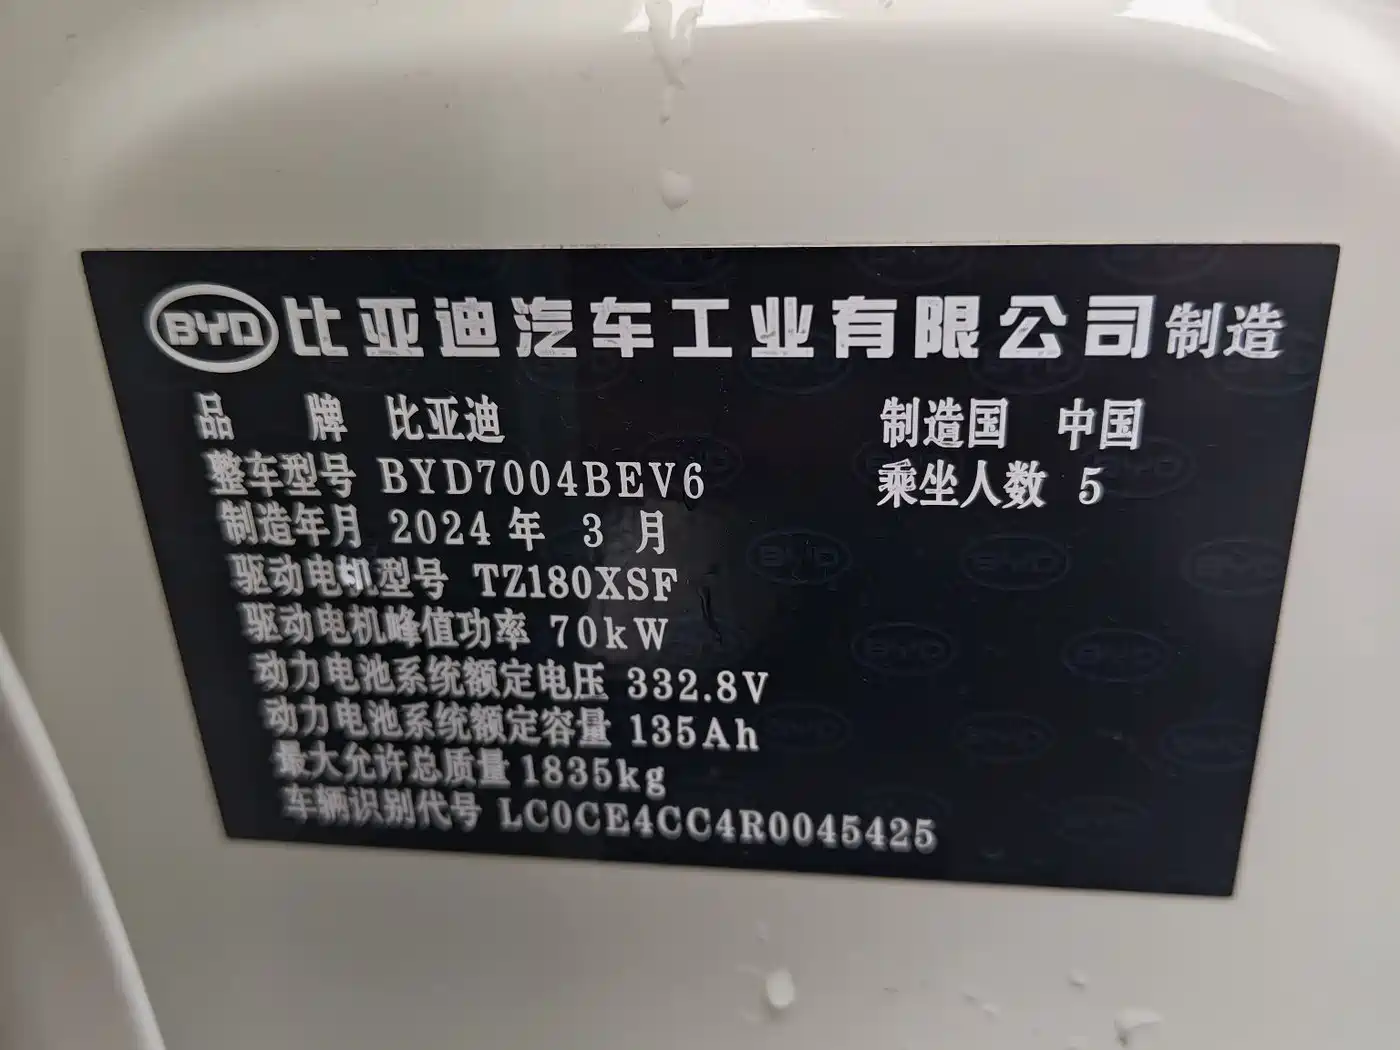 BYD 比亚迪汽车工业有限公司制造
品 牌 比亚迪 制造国 中国
整车型号 BYD7004BEV6 乘坐人数 5
制造年月 2024 年 3 月
驱动电机型号 TZ180XSF
驱动电机峰值功率 70kW
动力电池系统额定电压 332.8V
动力电池系统额定容量 135Ah
最大允许总质量 1835kg
车辆识别代号 LC0CE4CC4R0045425